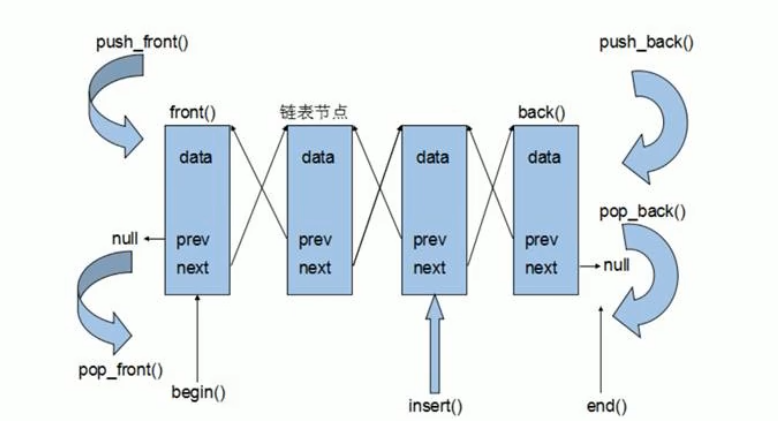 push_front()
push_back()
front()
链表节点
back()
data
data
data
data
pop_back()
null
prev
prev
prev
prev
next
next
next
next
null
pop_front()
begin()
insert()
end()